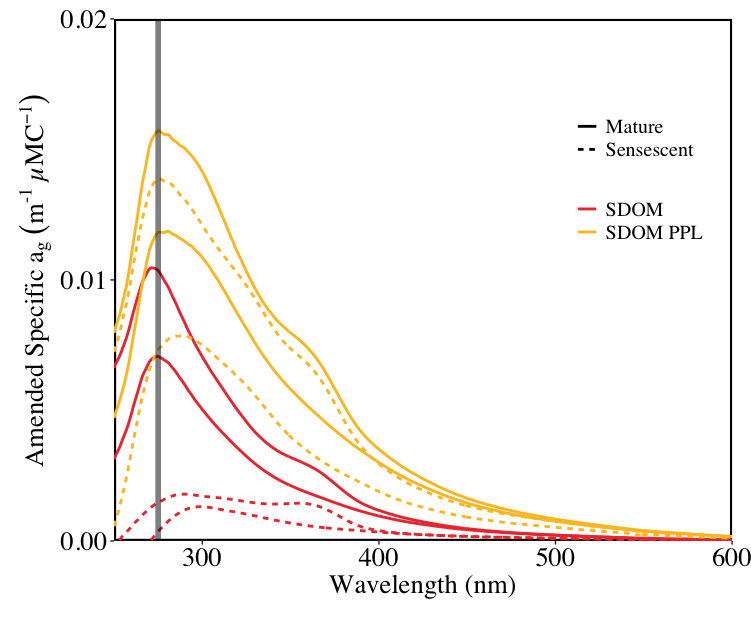 0.02
0.01
0.00
Amended Specific a_g (m^-1 µMC^-1)
Mature
Sensescent
SDOM
SDOM PPL
300
400
500
600
Wavelength (nm)